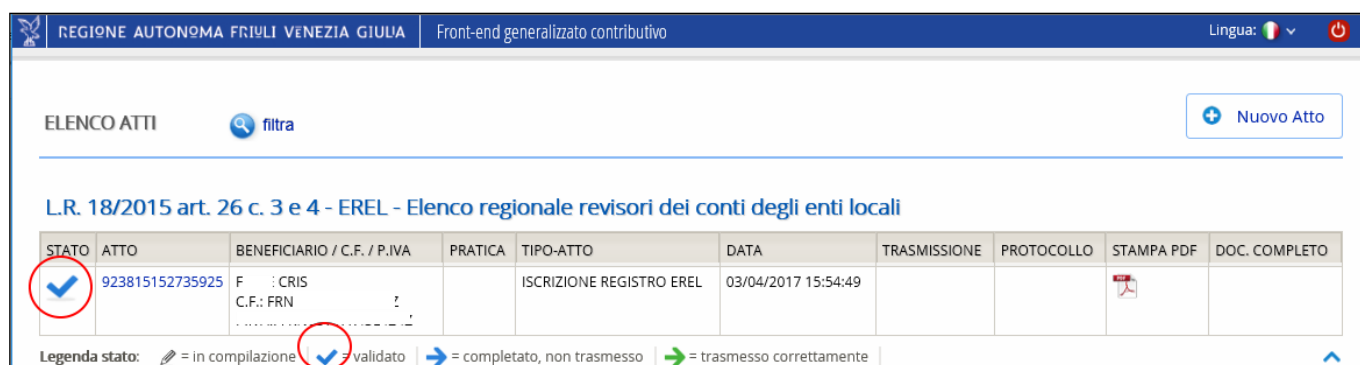 REGIONE AUTONOMA FRIULI VENEZIA GIULIA Front-end generalizzato contributivo Lingua:
ELENCO ATTI filtra Nuovo Atto
L.R. 18/2015 art. 26 c. 3 e 4 - EREL - Elenco regionale revisori dei conti degli enti locali
STATO ATTO BENEFICIARIO / C.F. / P.IVA PRATICA TIPO-ATTO DATA TRASMISSIONE PROTOCOLLO STAMPA PDF DOC. COMPLETO
923815152735925 F CRIS ISCRIZIONE REGISTRO EREL 03/04/2017 15:54:49 PDF
C.F.: FRN
Legenda stato: = in compilazione = validato = completato, non trasmesso = trasmesso correttamente